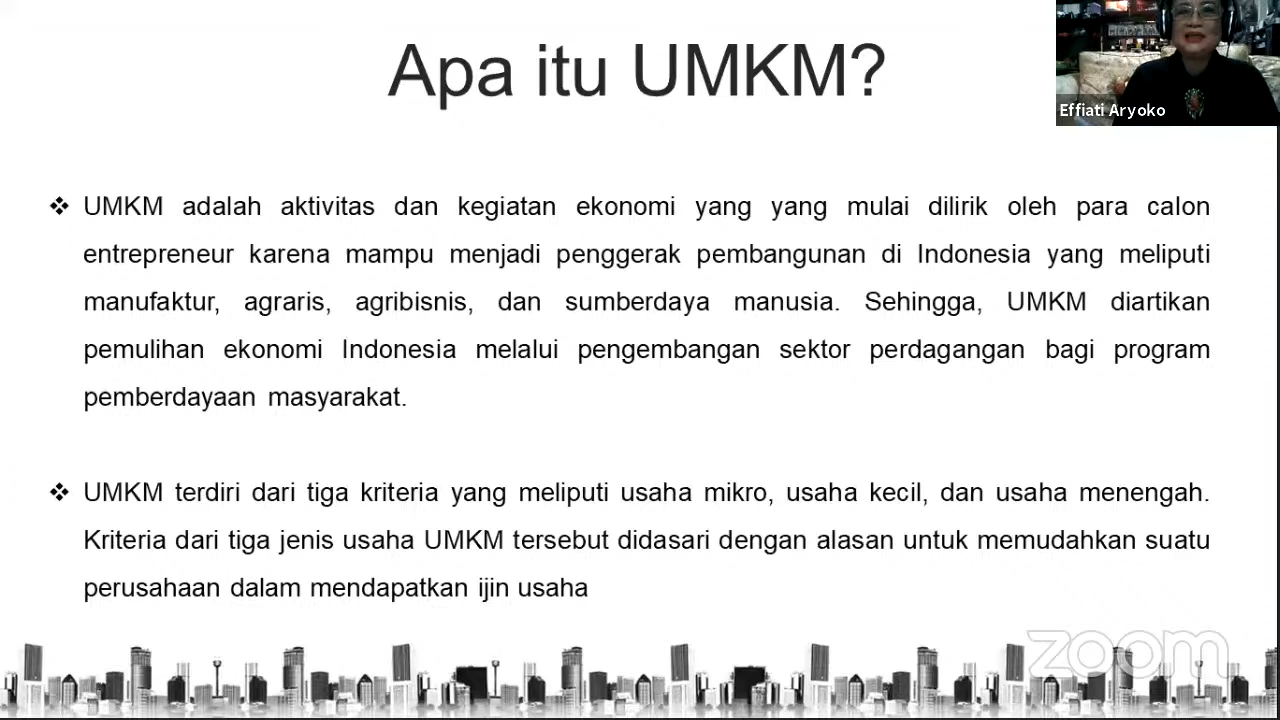 Apa itu UMKM?
Effiati Aryoko
❖ UMKM adalah aktivitas dan kegiatan ekonomi yang yang mulai dilirik oleh para calon
entrepreneur karena mampu menjadi penggerak pembangunan di Indonesia yang meliputi
manufaktur, agraris, agribisnis, dan sumberdaya manusia. Sehingga, UMKM diartikan
pemulihan ekonomi Indonesia melalui pengembangan sektor perdagangan bagi program
pemberdayaan masyarakat.
❖ UMKM terdiri dari tiga kriteria yang meliputi usaha mikro, usaha kecil, dan usaha menengah.
Kriteria dari tiga jenis usaha UMKM tersebut didasari dengan alasan untuk memudahkan suatu
perusahaan dalam mendapatkan ijin usaha
zoom